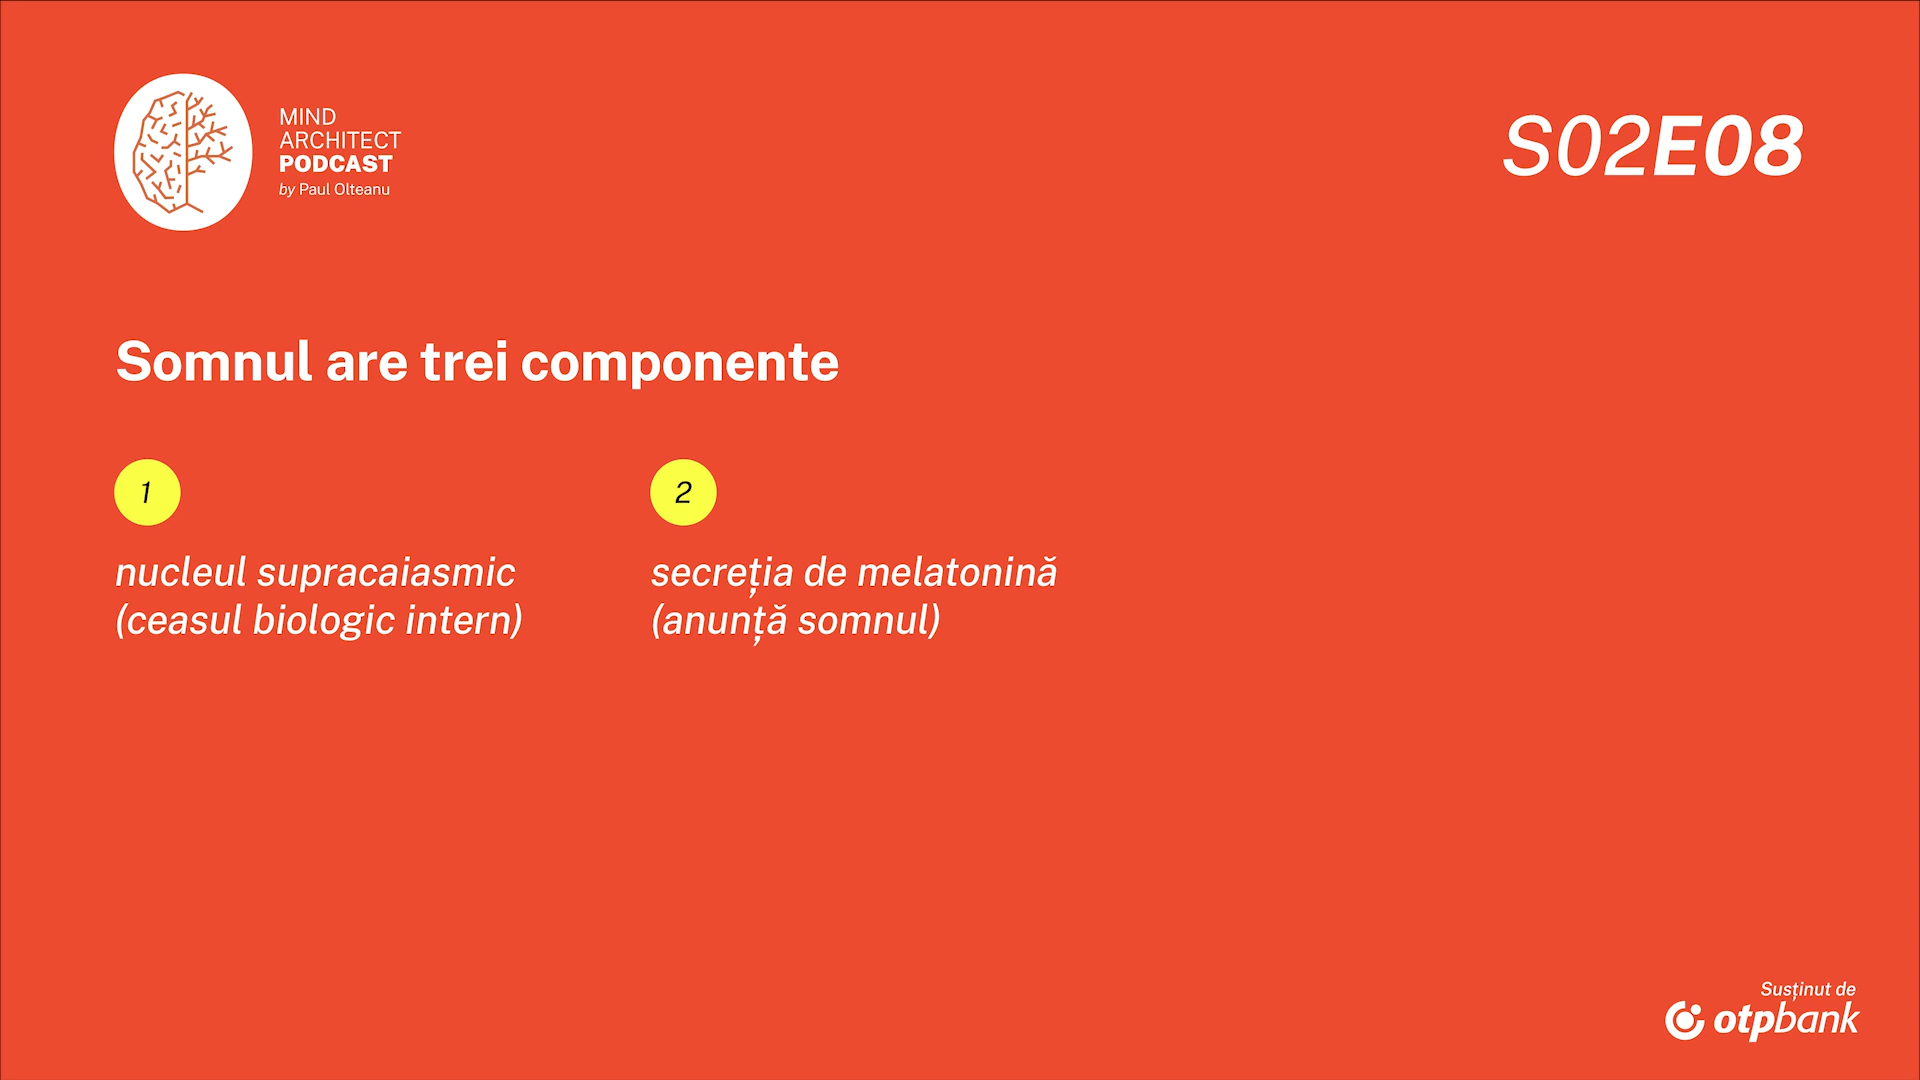 MIND
ARCHITECT
PODCAST
by Paul Olteanu
S02E08
Somnul are trei componente
1
nucleul supracaiasmic
(ceasul biologic intern)
2
secreția de melatonină
(anunță somnul)
Susținut de
otpbank